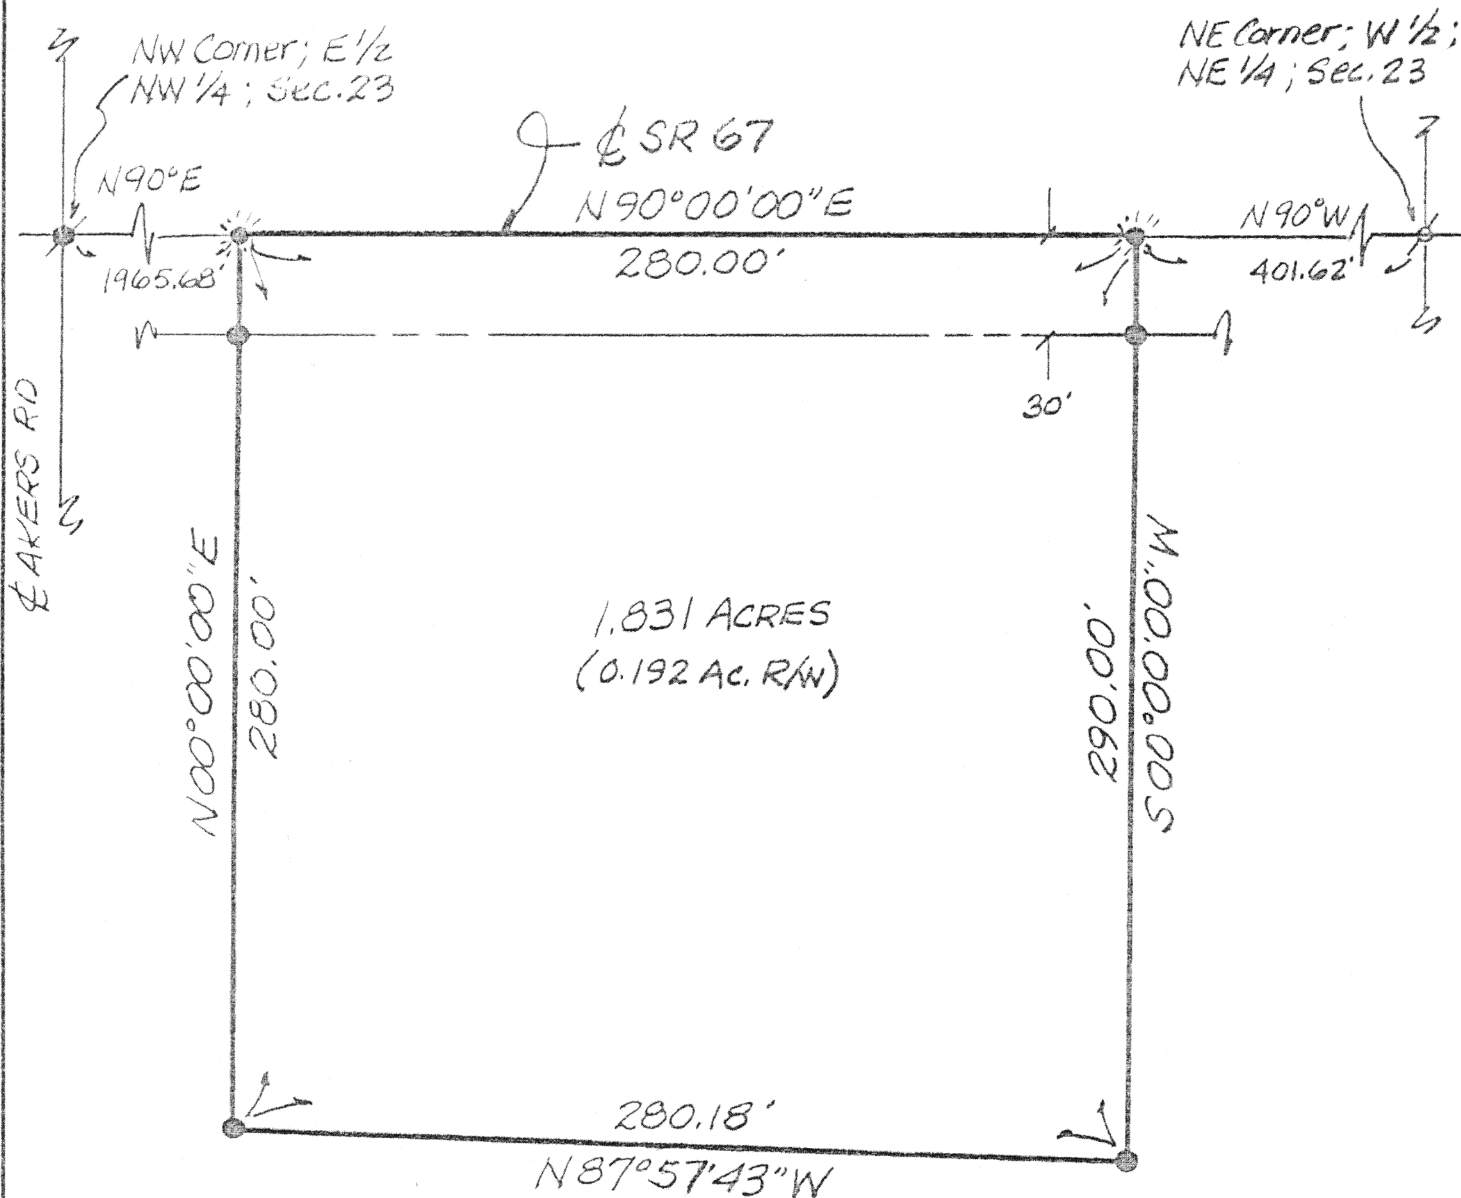 NW Corner; E 1/2
NW 1/4; Sec. 23
NE Corner; W 1/2;
NE 1/4; Sec. 23
℄ SR 67
N90°E
N90°00'00"E
N90°W
1965.68'
280.00'
401.62'
30'
℄ AKERS RD
N00°00'00"E
280.00'
1.831 ACRES
(0.192 Ac. R/W)
290.00'
S00°00'00"W
280.18'
N87°57'43"W